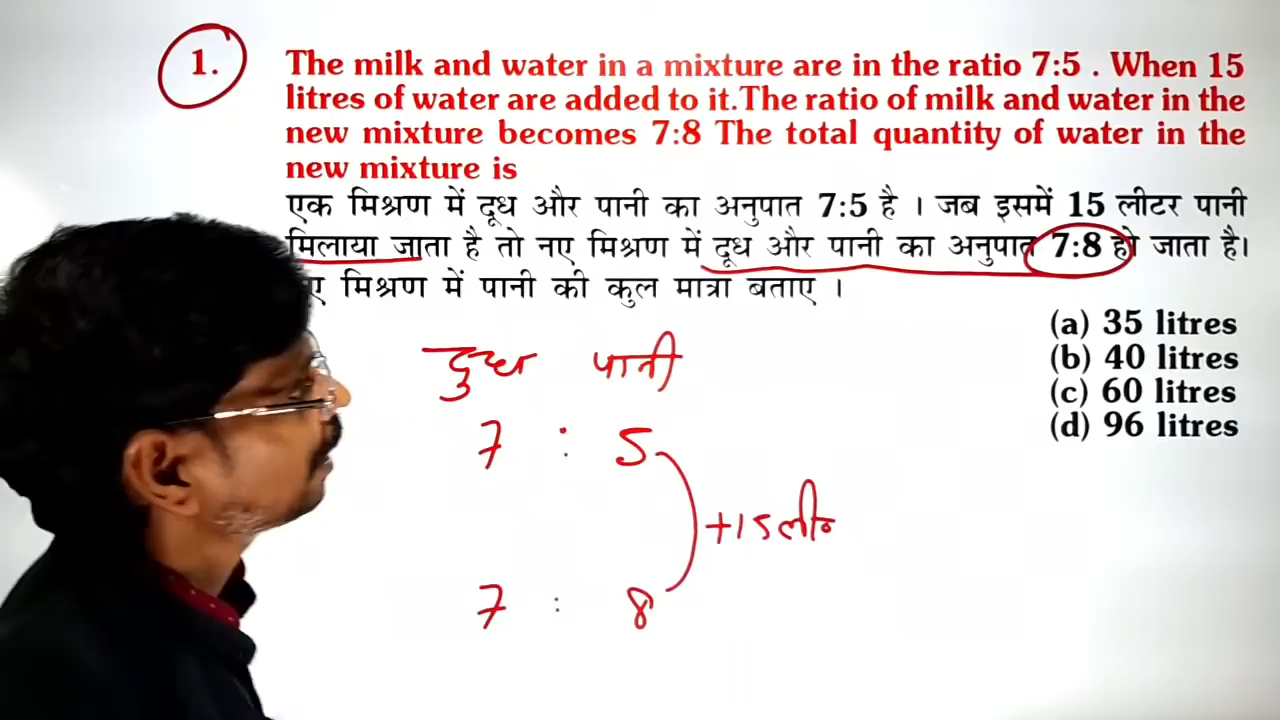 1.
The milk and water in a mixture are in the ratio 7:5 . When 15
litres of water are added to it.The ratio of milk and water in the
new mixture becomes 7:8 The total quantity of water in the
new mixture is
एक मिश्रण में दूध और पानी का अनुपात 7:5 है । जब इसमें 15 लीटर पानी
मिलाया जाता है तो नए मिश्रण में दूध और पानी का अनुपात 7:8 हो जाता है।
मिश्रण में पानी की कुल मात्रा बताए ।
(a) 35 litres
(b) 40 litres
(c) 60 litres
(d) 96 litres
दुध पानी
7 : 5
+15ली०
7 : 8